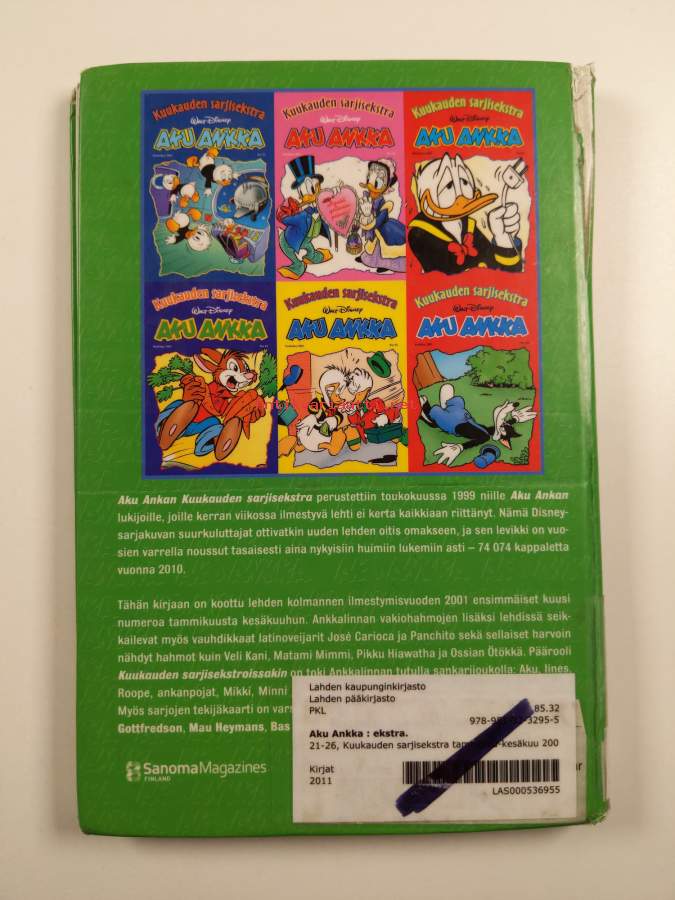 Kuukauden sarjisekstra
Walt Disney
AKU ANKKA
Kuukauden sarjisekstra
Walt Disney
AKU ANKKA
Kuukauden sarjisekstra
Walt Disney
AKU ANKKA
Kuukauden sarjisekstra
Walt Disney
AKU ANKKA
Kuukauden sarjisekstra
Walt Disney
AKU ANKKA
Kuukauden sarjisekstra
Walt Disney
AKU ANKKA
Aku Ankan Kuukauden sarjisekstra perustettiin toukokuussa 1999 niille Aku Ankan
lukijoille, joille kerran viikossa ilmestyvä lehti ei kerta kaikkiaan riittänyt. Nämä Disney-
sarjakuvan suurkuluttajat ottivatkin uuden lehden oitis omakseen, ja sen levikki on vuo-
sien varrella noussut tasaisesti aina nykyisiin huimiin lukemiin asti – 74 074 kappaletta
vuonna 2010.
Tähän kirjaan on koottu lehden kolmannen ilmestymisvuoden 2001 ensimmäiset kuusi
numeroa tammikuusta kesäkuuhun. Ankkalinnan vakiohahmojen lisäksi lehdissä seik-
kailevat myös vauhdikkaat latinoveijarit José Carioca ja Panchito sekä sellaiset harvoin
nähdyt hahmot kuin Veli Kani, Matami Mimmi, Pikku Hiawatha ja Ossian Ötökkä. Päärooli
Kuukauden sarjisekstroissakin on toki Ankkalinnan tutulla sankarijoukolla: Aku, Iines,
Roope, ankanpojat, Mikki, Minni
Myös sarjojen tekijäkaarti on
Gottfredson, Mau Heymans, Bas
SanomaMagazines
FINLAND
Lahden kaupunginkirjasto
Lahden pääkirjasto
PKL
85.32
3295-5
Aku Ankka : ekstra.
21-26, Kuukauden sarjisekstra kesäkuu 200
Kirjat
2011
LAS000536955